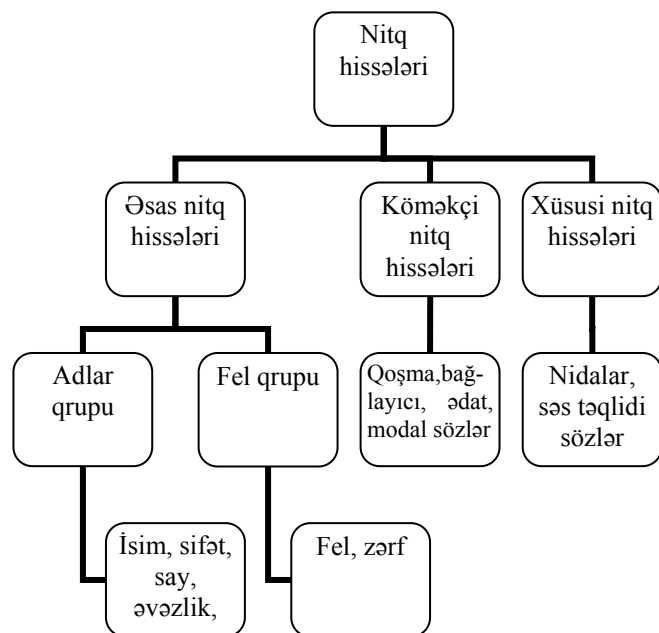 Nitq
hissələri
Əsas nitq
hissələri
Köməkçi
nitq
hissələri
Xüsusi nitq
hissələri
Adlar
qrupu
Fel qrupu
Qoşma,bağ-
layıcı, ədat,
modal sözlər
Nidalar,
səs təqlidi
sözlər
İsim, sifət,
say,
əvəzlik,
Fel, zərf